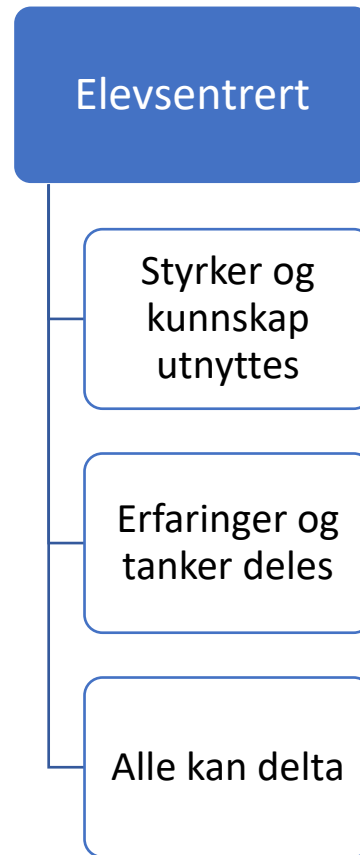 Elevsentrert
Styrker og
kunnskap
utnyttes
Erfaringer og
tanker deles
Alle kan delta